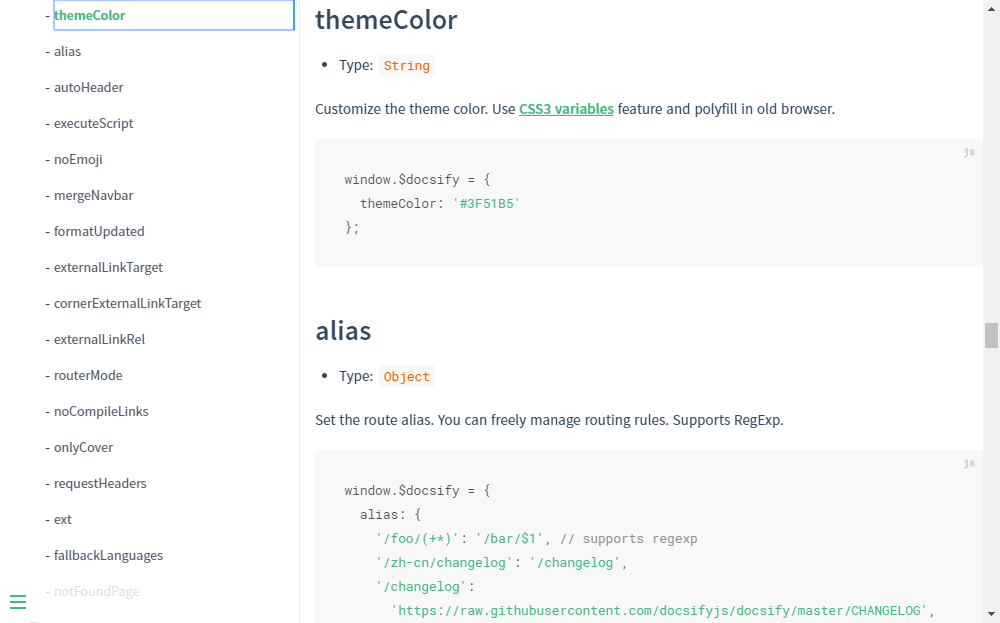 - themeColor
- alias
- autoHeader
- executeScript
- noEmoji
- mergeNavbar
- formatUpdated
- externalLinkTarget
- cornerExternalLinkTarget
- externalLinkRel
- routerMode
- noCompileLinks
- onlyCover
- requestHeaders
- ext
- fallbackLanguages
- notFoundPage
themeColor
• Type: String
Customize the theme color. Use CSS3 variables feature and polyfill in old browser.
js
window.$docsify = {
  themeColor: '#3F51B5'
};
alias
• Type: Object
Set the route alias. You can freely manage routing rules. Supports RegExp.
js
window.$docsify = {
  alias: {
    '/foo/(+*)': '/bar/$1', // supports regexp
    '/zh-cn/changelog': '/changelog',
    '/changelog':
      'https://raw.githubusercontent.com/docsifyjs/docsify/master/CHANGELOG',